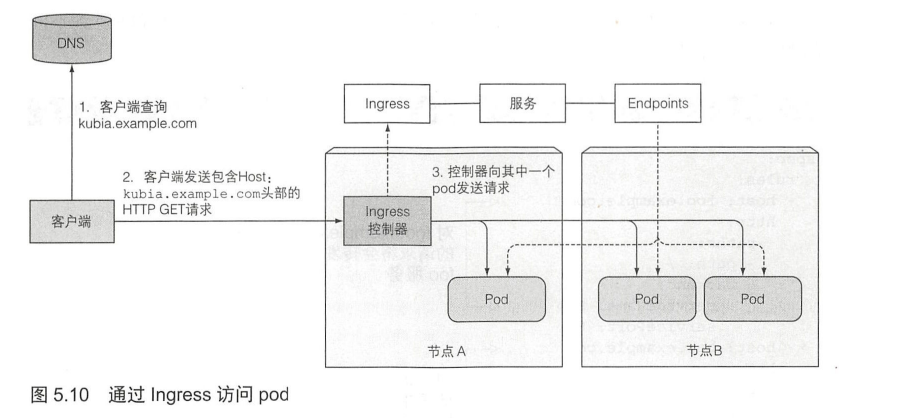 DNS
1. 客户端查询
kubia.example.com
Ingress
服务
Endpoints
2. 客户端发送包含Host:
kubia.example.com头部的
HTTP GET请求
3. 控制器向其中一个
pod发送请求
客户端
Ingress
控制器
Pod
Pod
Pod
节点 A
节点B
图 5.10 通过 Ingress 访问 pod